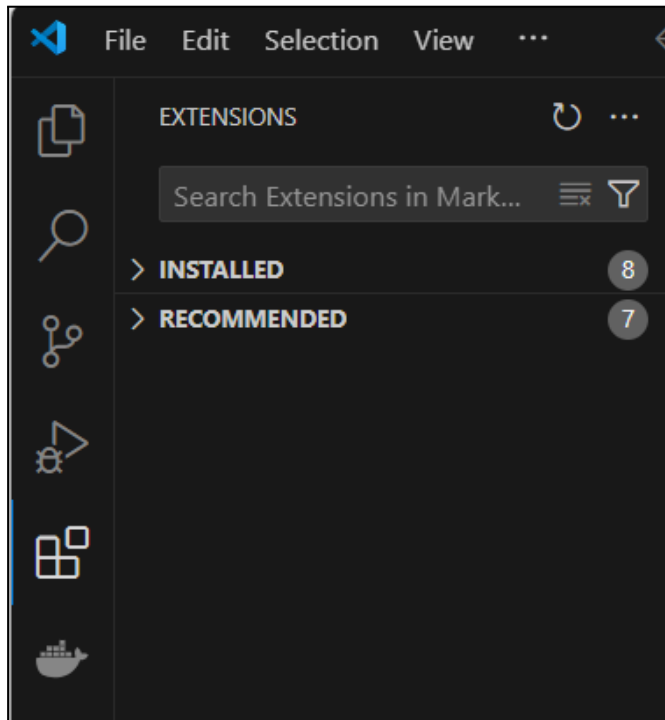 File Edit Selection View ...
EXTENSIONS ...
Search Extensions in Mark...
INSTALLED 8
RECOMMENDED 7